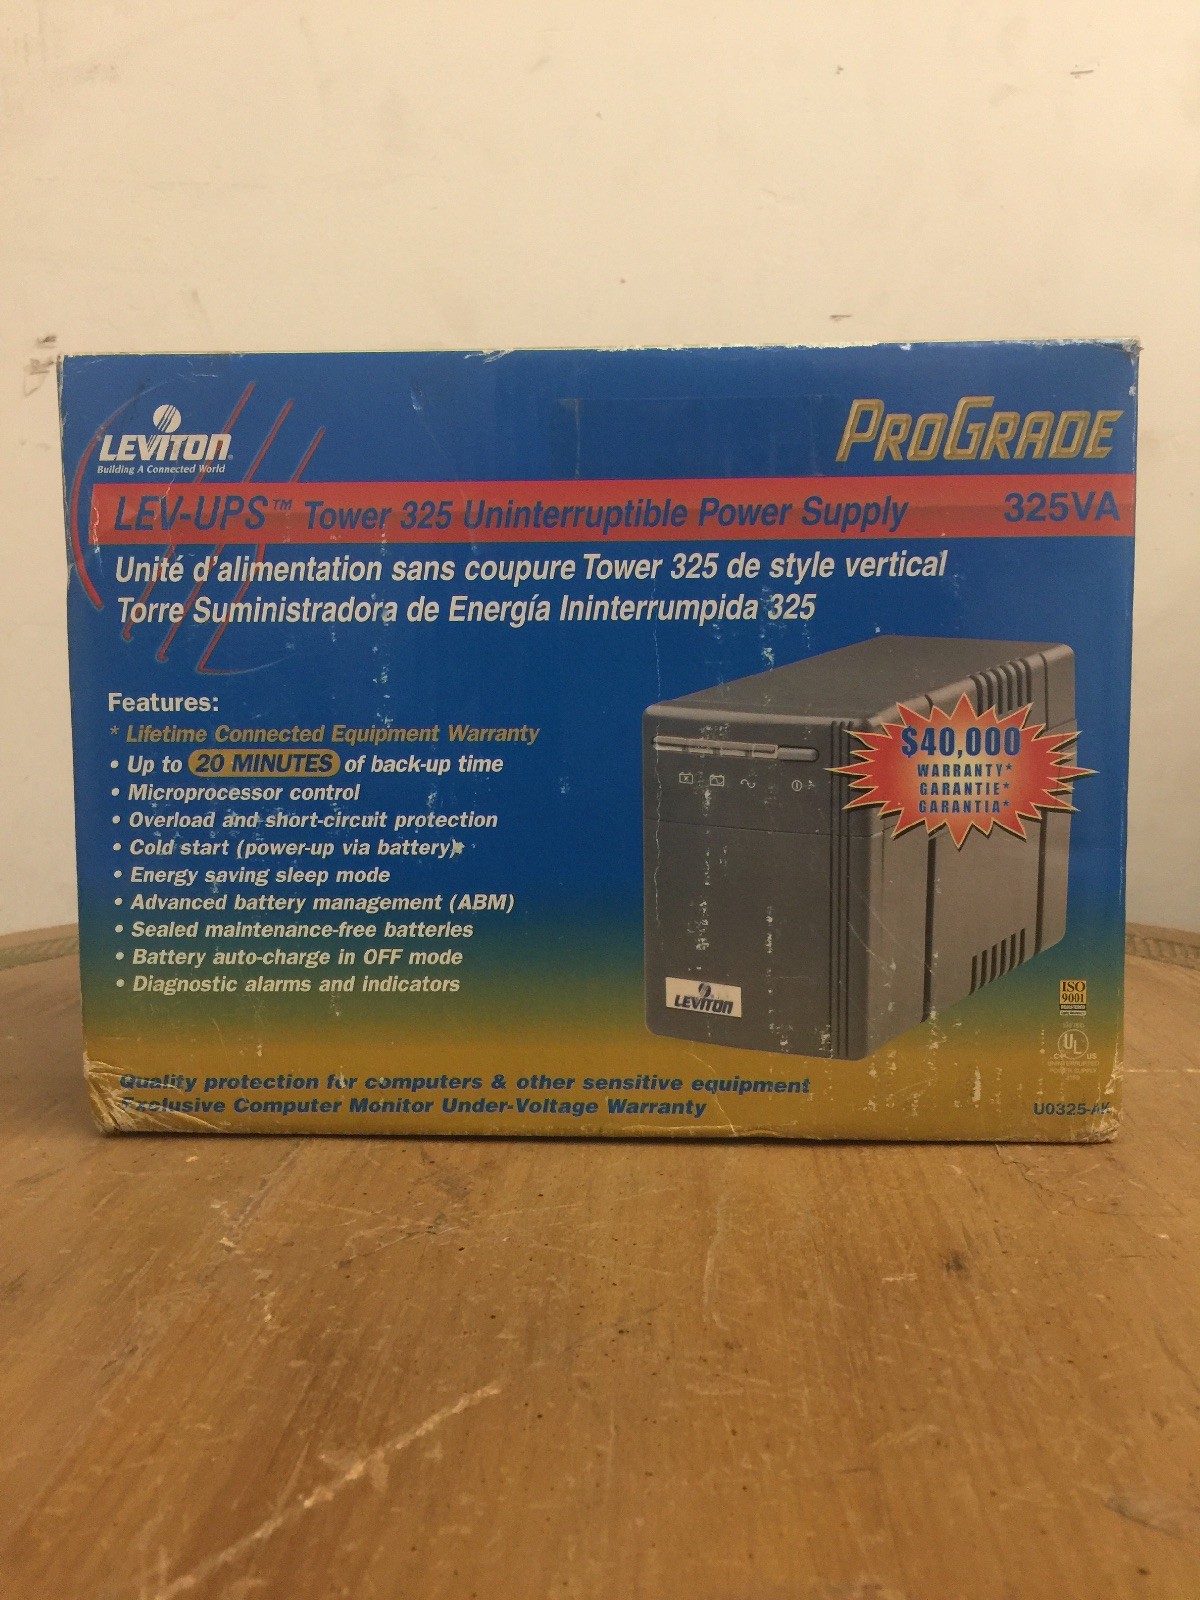 LEVITON®
Building A Connected World
PROGRADE
LEV-UPS™ Tower 325 Uninterruptible Power Supply 325VA
Unité d'alimentation sans coupure Tower 325 de style vertical
Torre Suministradora de Energía Ininterrumpida 325
Features:
* Lifetime Connected Equipment Warranty
• Up to 20 MINUTES of back-up time
• Microprocessor control
• Overload and short-circuit protection
• Cold start (power-up via battery)
• Energy saving sleep mode
• Advanced battery management (ABM)
• Sealed maintenance-free batteries
• Battery auto-charge in OFF mode
• Diagnostic alarms and indicators
$40,000
WARRANTY*
GARANTIE*
GARANTIA*
LEVITON
ISO
9001
C UL US
Quality protection for computers & other sensitive equipment
Exclusive Computer Monitor Under-Voltage Warranty
U0325-AK